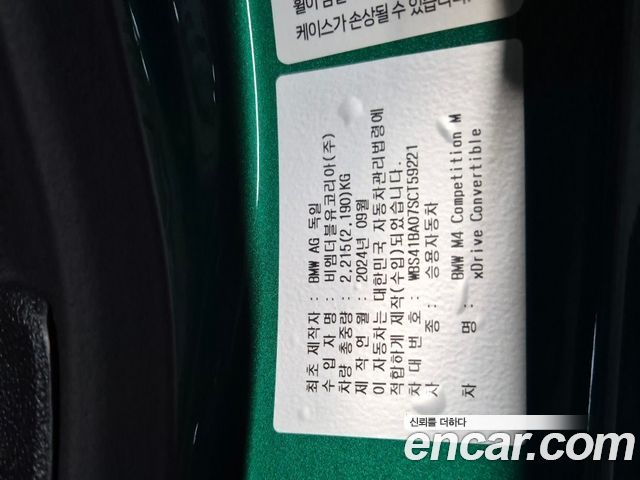 케이스가 손상될 수 있습니다.
최초 제작자 : BMW AG 독일
수 입 자 명 : 비엠더블유코리아(주)
차량 총중량 : 2,215(2,190)KG
제 작 연 월 : 2024년 09월
이 자동차는 대한민국 자동차관리법령에
적합하게 제작(수입)되었습니다.
차 대 번 호 : WBS41BA07SCT59221
차 종 : 승용자동차
차 명 : BMW M4 Competition M
xDrive Convertible
신뢰를 더하다
encar.com